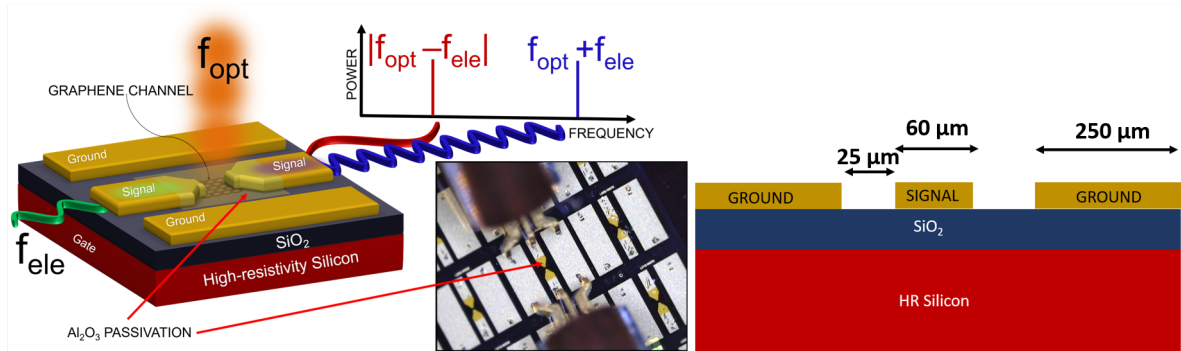 f_opt
GRAPHENE CHANNEL
Ground
Signal
Signal
Ground
f_ele
Gate
SiO₂
High-resistivity Silicon
Al₂O₃ PASSIVATION
POWER
|f_opt –f_ele|
f_opt +f_ele
FREQUENCY
60 µm
250 µm
25 µm
GROUND
SIGNAL
GROUND
SiO₂
HR Silicon